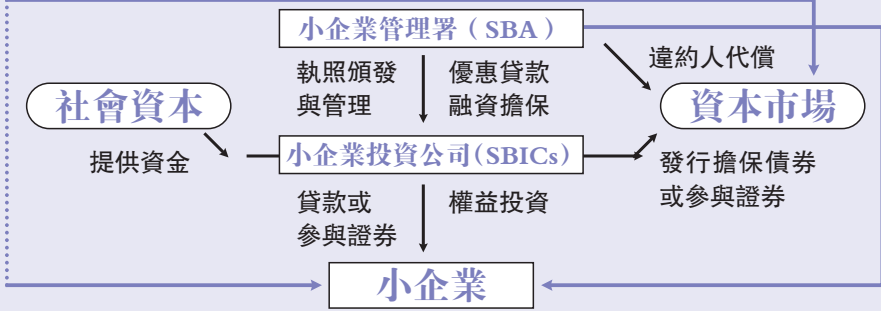 小企業管理署（SBA）
執照頒發
與管理
優惠貸款
融資擔保
違約人代償
社會資本
資本市場
提供資金
小企業投資公司(SBICs)
發行擔保債券
或參與證券
貸款或
參與證券
權益投資
小企業